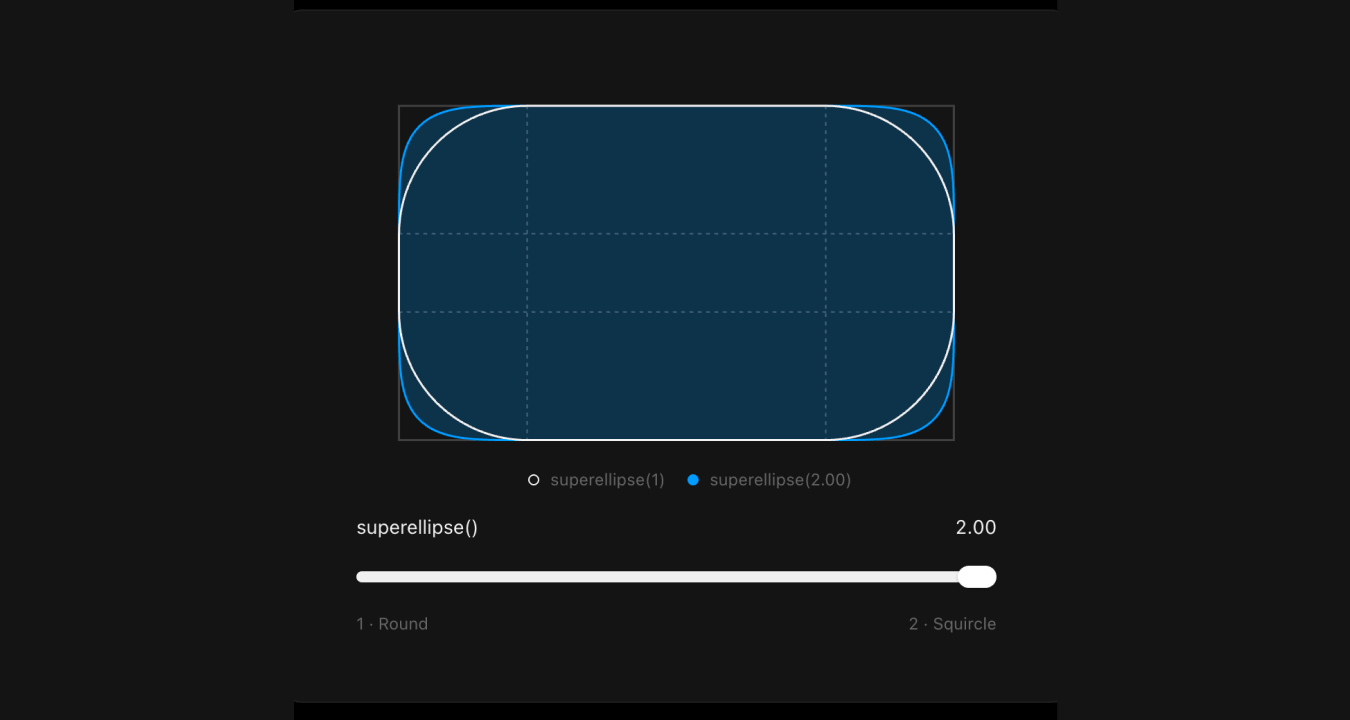 superellipse(1) superellipse(2.00)
superellipse() 2.00
1 · Round 2 · Squircle